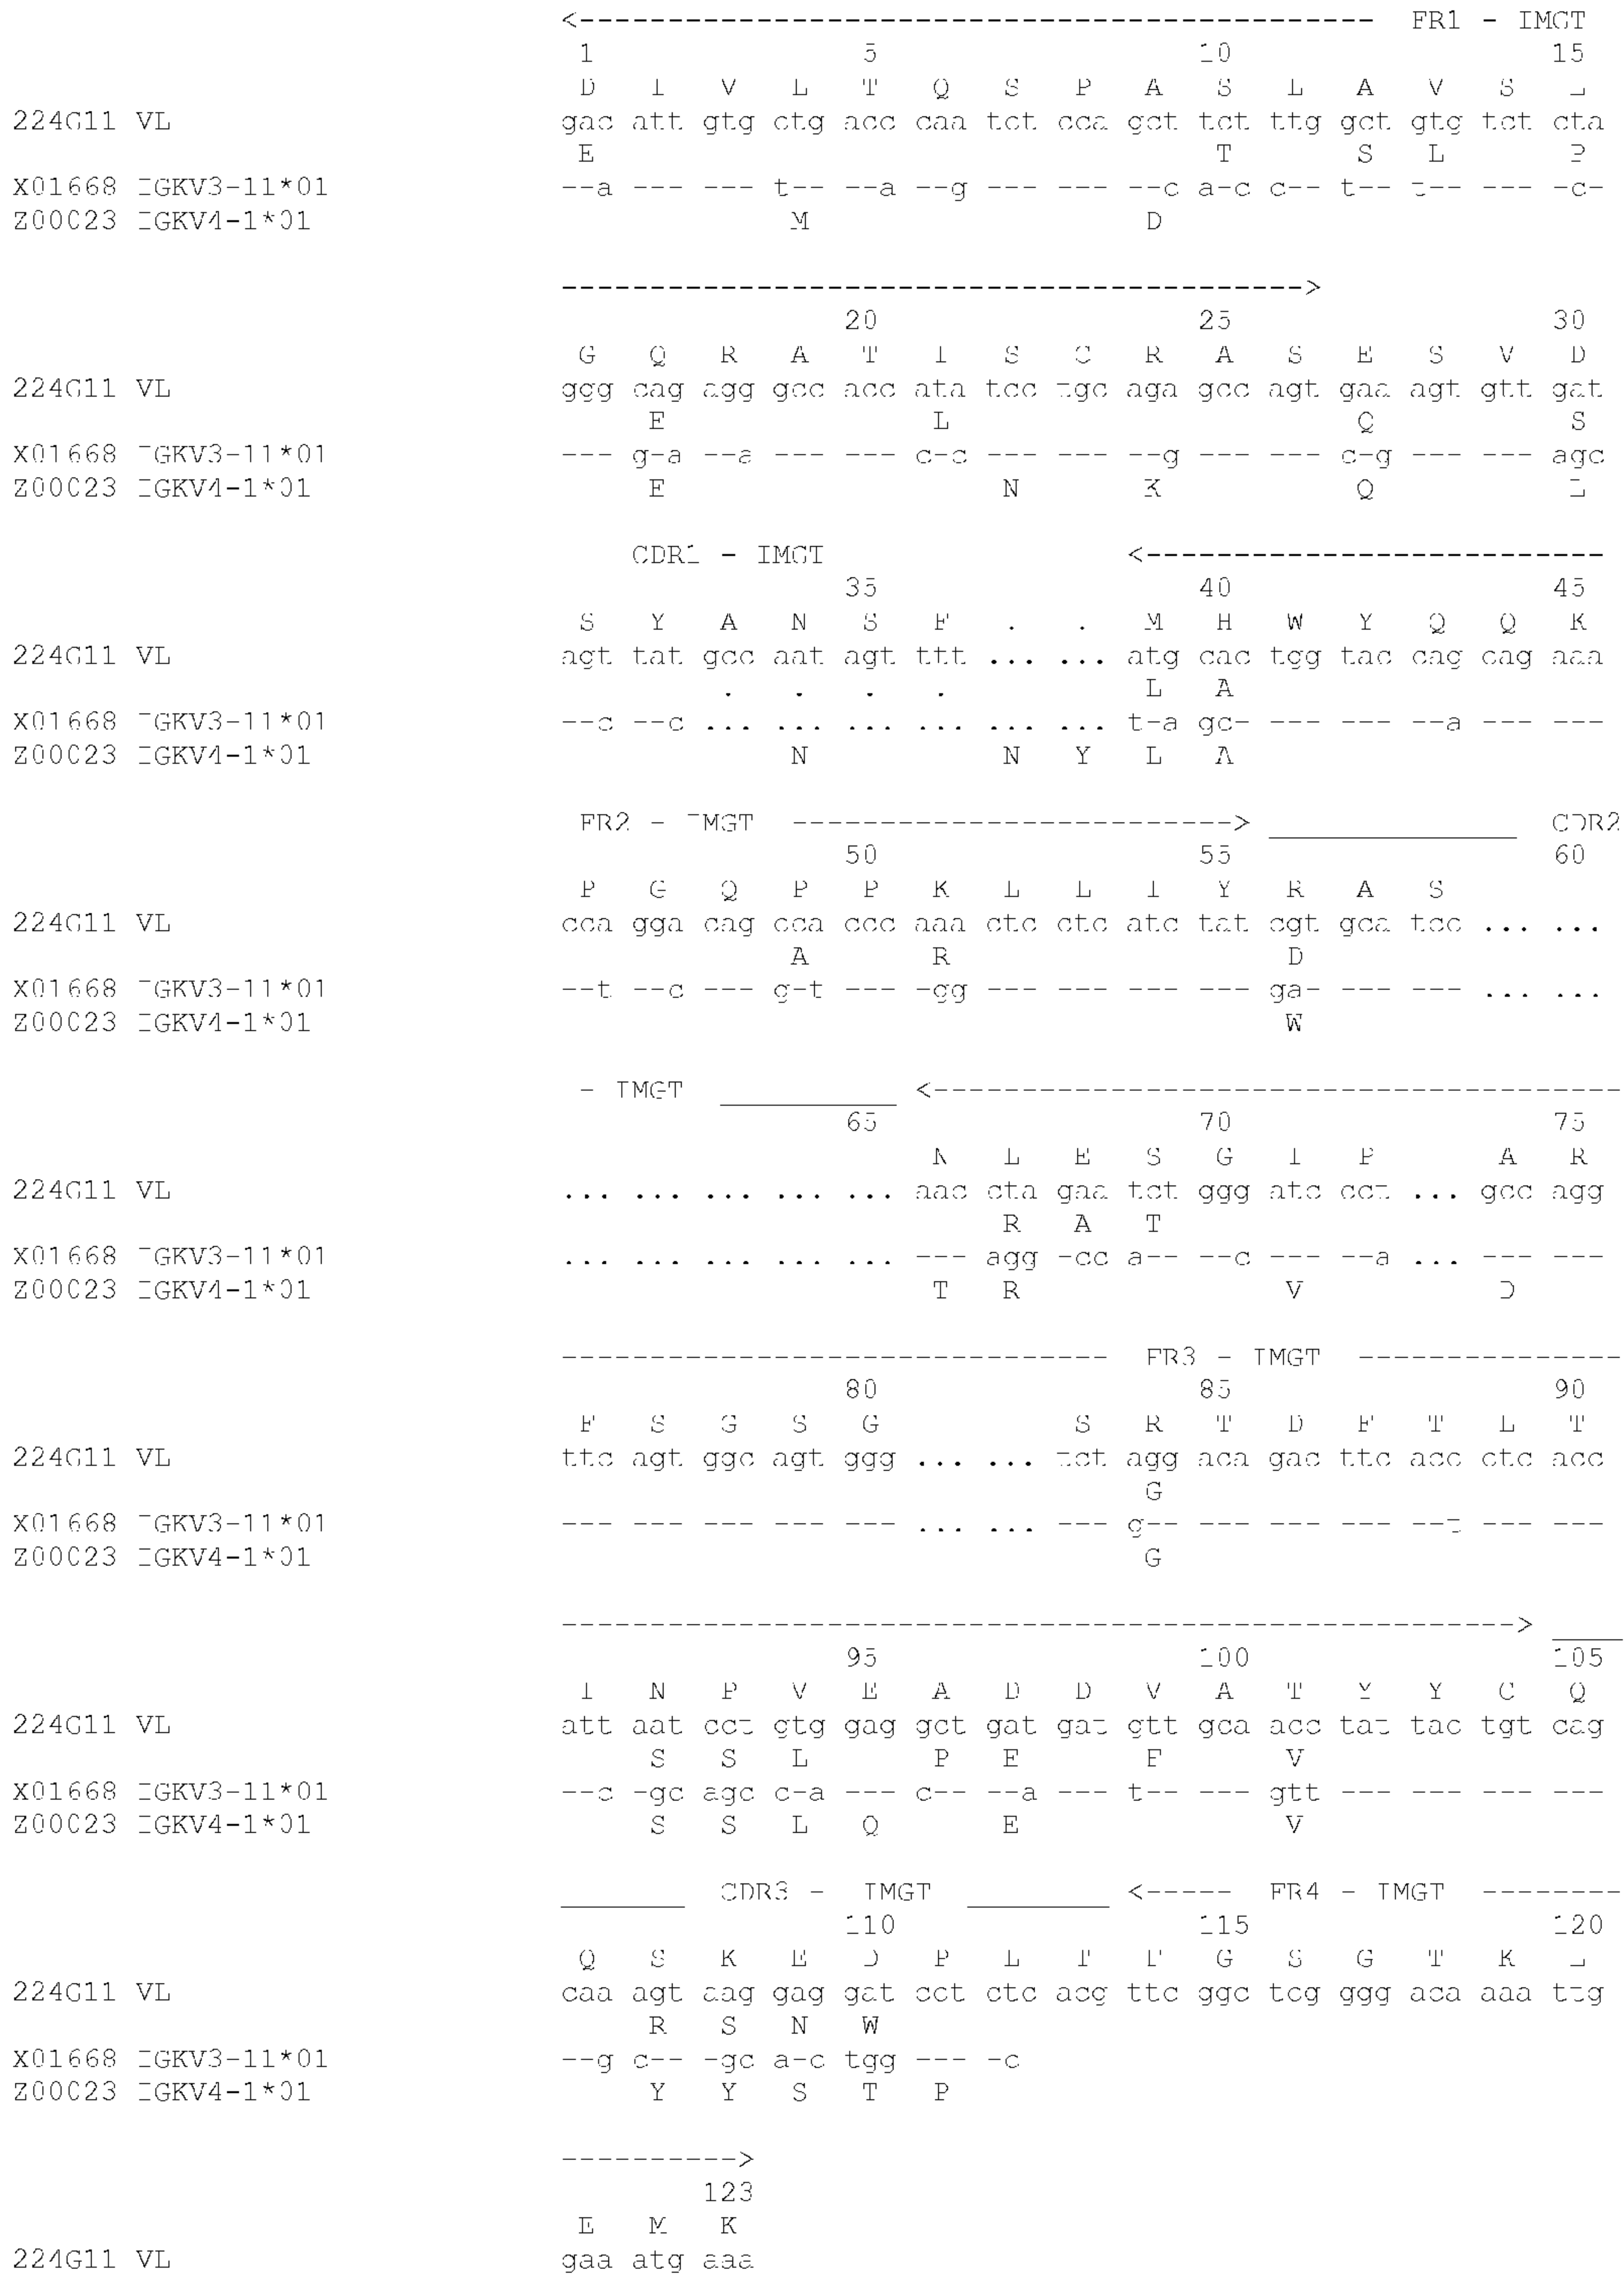 <------------------------------------------- FR1 - IMGT
1 5 10 15
D I V L T Q S P A S L A V S L
224G11 VL gac att gtg ctg acc caa tct cca gct tct ttg gct gtg tct cta
E T S L P
X01668 IGKV3-11*01 --a --- --- t-- --a --g --- --- --c a-c c-- t-- t-- --- -c-
Z00023 IGKV4-1*01 M D
------------------------------------------>
20 25 30
G Q R A T I S C R A S E S V D
224G11 VL ggg cag agg gcc acc ata tcc tgc aga gcc agt gaa agt gtt gat
E L Q S
X01668 IGKV3-11*01 --- g-a --a --- --- c-c --- --- --g --- --- c-g --- --- agc
Z00023 IGKV4-1*01 E N K Q L
CDR1 - IMGT <--------------------------
35 40 45
S Y A N S F . . M H W Y Q Q K
224G11 VL agt tat gcc aat agt ttt ... ... atg cac tgg tac cag cag aaa
. . . . L A
X01668 IGKV3-11*01 --c --c ... ... ... ... ... ... t-a gc- --- --- --a --- ---
Z00023 IGKV4-1*01 N N Y L A
FR2 - IMGT -------------------------> ______________ CDR2
50 55 60
P G Q P P K L L I Y R A S
224G11 VL cca gga cag cca ccc aaa ctc ctc atc tat cgt gca tcc ... ...
A R D
X01668 IGKV3-11*01 --t --c --- g-t --- -gg --- --- --- --- ga- --- --- ... ...
Z00023 IGKV4-1*01 W
- IMGT __________ <---------------------------------------
65 70 75
N L E S G I P A R
224G11 VL ... ... ... ... ... ... aac cta gaa tct ggg atc cct ... gcc agg
R A T
X01668 IGKV3-11*01 ... ... ... ... ... ... --- agg -cc a-- --c --- --a ... --- ---
Z00023 IGKV4-1*01 T R V D
------------------------------- FR3 - IMGT ---------------
80 85 90
F S G S G S R T D F T L T
224G11 VL ttc agt ggc agt ggg ... ... tct agg aca gac ttc acc ctc acc
G
X01668 IGKV3-11*01 --- --- --- --- --- ... ... --- g-- --- --- --- --t --- ---
Z00023 IGKV4-1*01 G
------------------------------------------------------> ____
95 100 105
I N P V E A D D V A T Y Y C Q
224G11 VL att aat cct gtg gag gct gat gat gtt gca acc tat tac tgt cag
S S L P E F V
X01668 IGKV3-11*01 --c -gc agc c-a --- c-- --a --- t-- --- gtt --- --- --- ---
Z00023 IGKV4-1*01 S S L Q E V
_______ CDR3 - IMGT ________ <----- FR4 - IMGT --------
110 115 120
Q S K E D P L T F G S G T K L
224G11 VL caa agt aag gag gat cct ctc acg ttc ggc tcg ggg aca aaa ttg
R S N W
X01668 IGKV3-11*01 --g c-- -gc a-c tgg --- -c
Z00023 IGKV4-1*01 Y Y S T P
---------->
123
E M K
224G11 VL gaa atg aaa